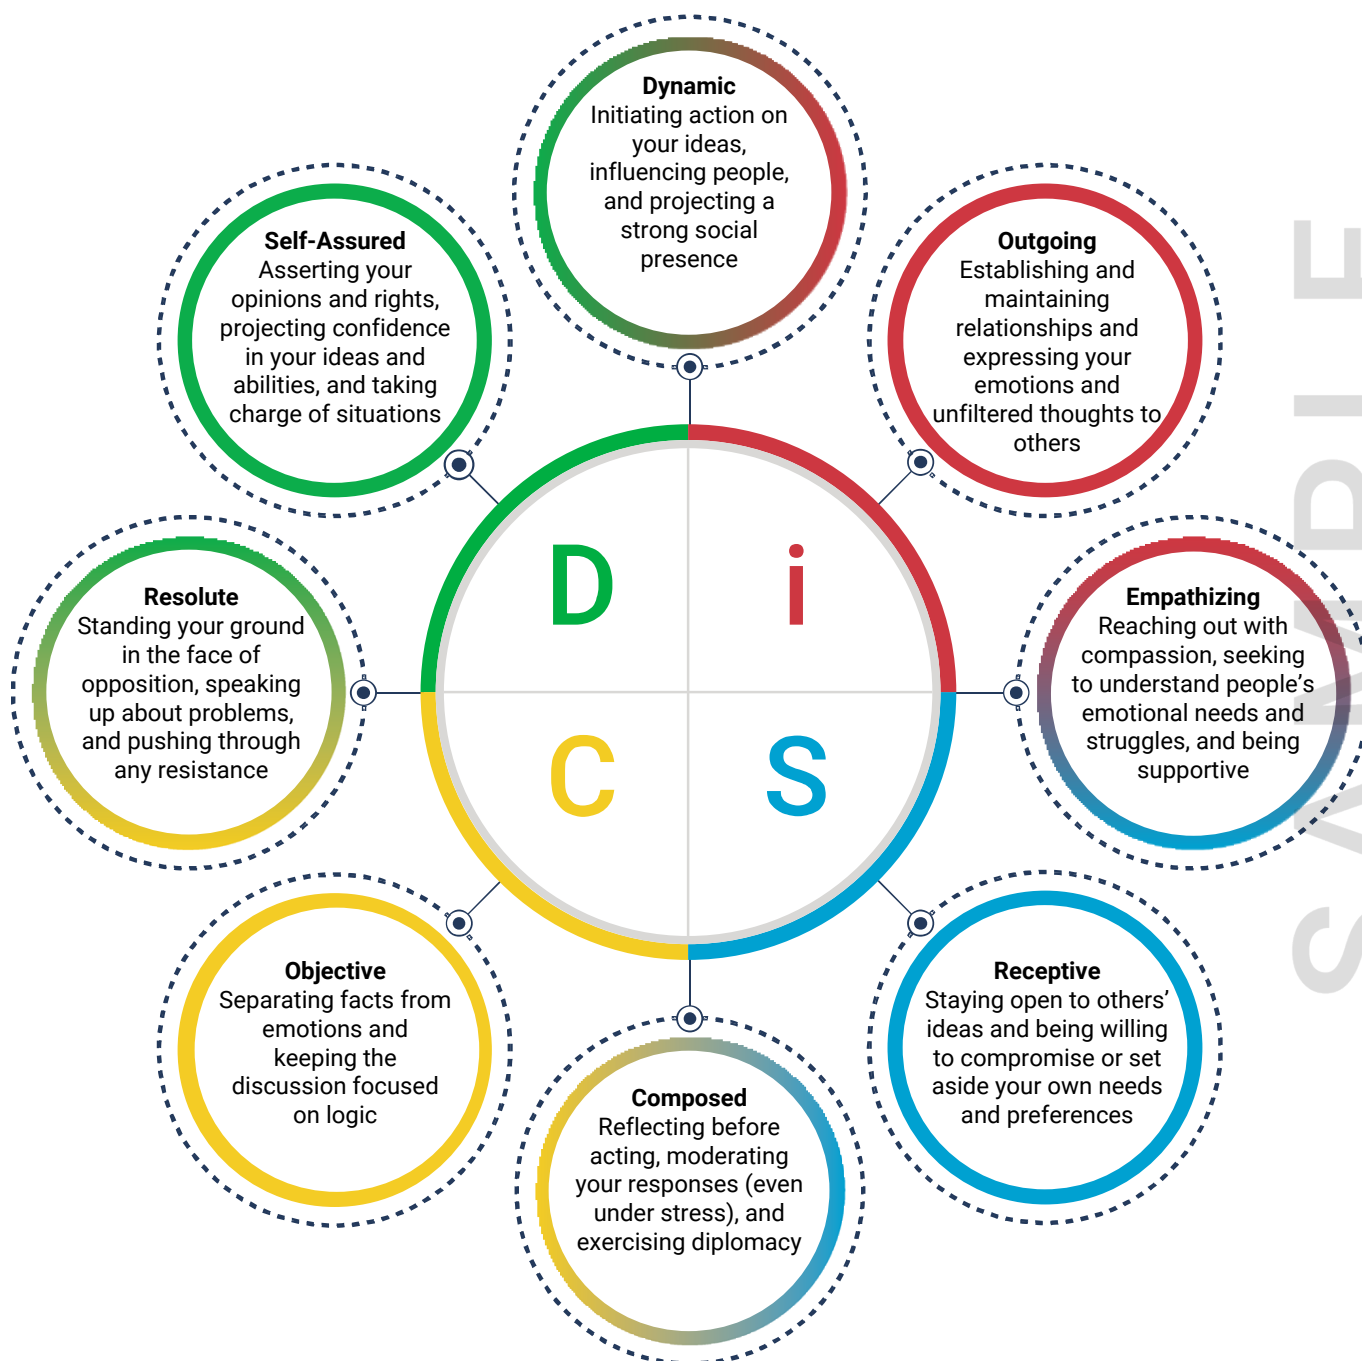 Dynamic
Initiating action on
your ideas,
influencing people,
and projecting a
strong social
presence
Self-Assured
Asserting your
opinions and rights,
projecting confidence
in your ideas and
abilities, and taking
charge of situations
Outgoing
Establishing and
maintaining
relationships and
expressing your
emotions and
unfiltered thoughts to
others
Resolute
Standing your ground
in the face of
opposition, speaking
up about problems,
and pushing through
any resistance
D i
C S
Empathizing
Reaching out with
compassion, seeking
to understand people’s
emotional needs and
struggles, and being
supportive
Objective
Separating facts from
emotions and
keeping the
discussion focused
on logic
Composed
Reflecting before
acting, moderating
your responses (even
under stress), and
exercising diplomacy
Receptive
Staying open to others’
ideas and being willing
to compromise or set
aside your own needs
and preferences
SAMPLE